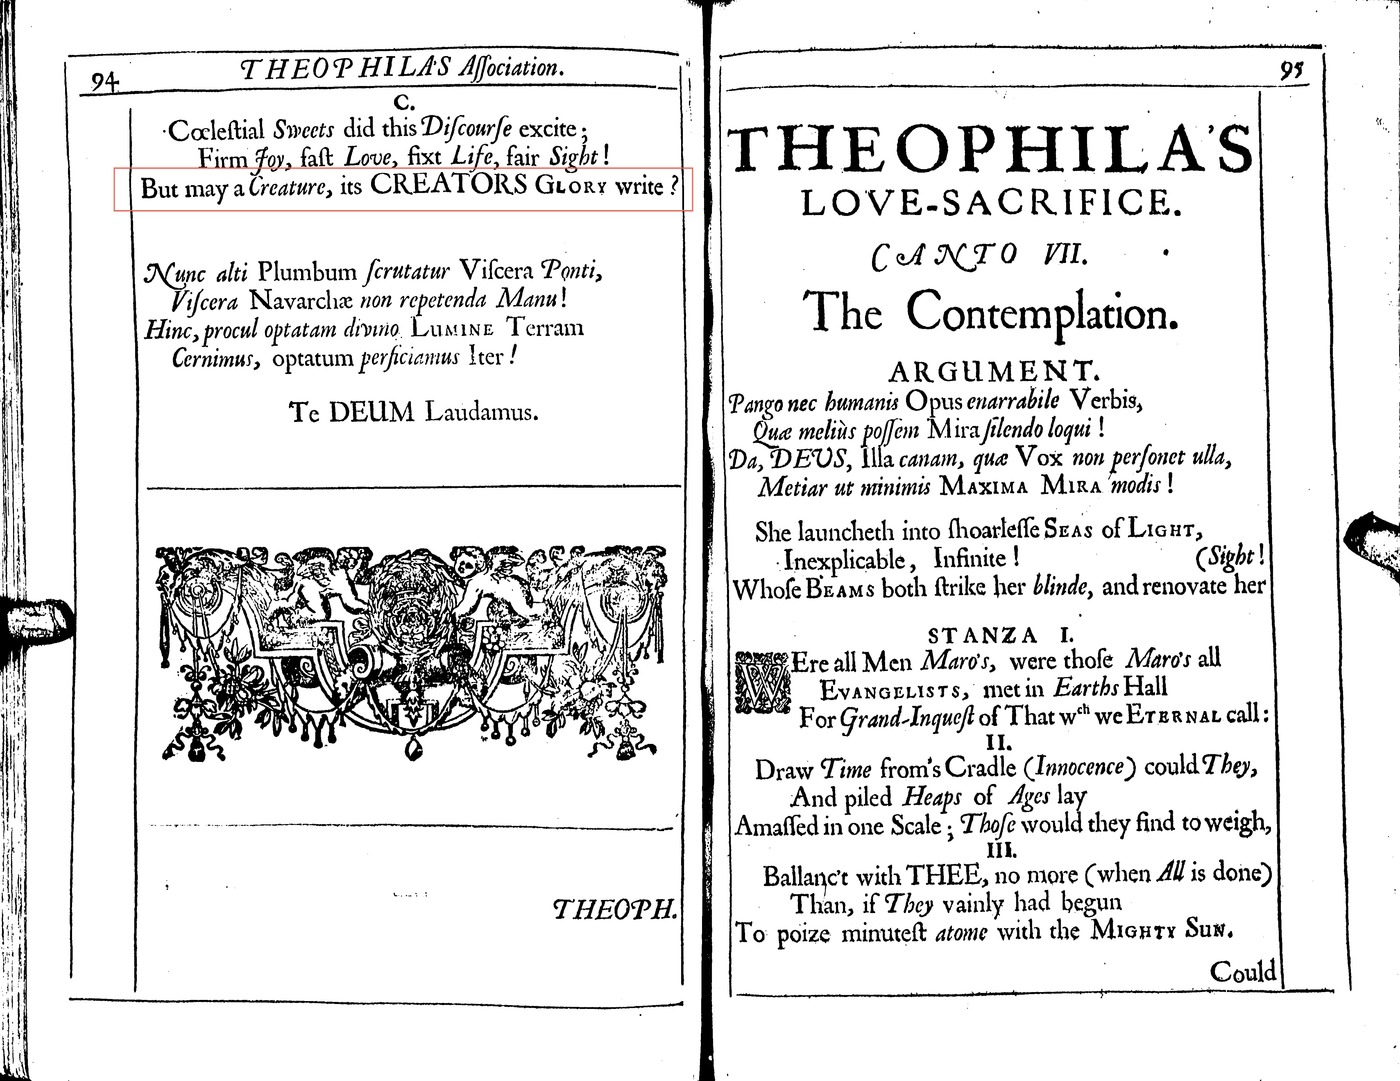 94
THEOPHILA'S Aſſociation.
C.
Cœleſtial Sweets did this Diſcourſe excite;
Firm Joy, faſt Love, fixt Life, fair Sight!
But may a Creature, its CREATORS GLORY write?
Nunc alti Plumbum ſcrutatur Viſcera Ponti,
Viſcera Navarchæ non repetenda Manu!
Hinc, procul optatam divino LUMINE Terram
Cernimus, optatum perficiamus Iter!
Te DEUM Laudamus.
THEOPH.
95
THEOPHILA'S
LOVE-SACRIFICE.
CANTO VII.
The Contemplation.
ARGUMENT.
Pango nec humanis Opus enarrabile Verbis,
Quæ meliùs poſſem Mira ſilendo loqui!
Da, DEUS, Illa canam, quæ Vox non perſonet ulla,
Metiar ut minimis MAXIMA MIRA modis!
She launcheth into ſhoarleſſe SEAS of LIGHT,
Inexplicable, Infinite! (Sight!
Whoſe BEAMS both ſtrike her blinde, and renovate her
STANZA I.
WEre all Men Maro's, were thoſe Maro's all
EVANGELISTS, met in Earths Hall
For Grand-Inqueſt of That wch we ETERNAL call:
II.
Draw Time from's Cradle (Innocence) could They,
And piled Heaps of Ages lay
Amaſſed in one Scale; Thoſe would they find to weigh,
III.
Ballanc't with THEE, no more (when All is done)
Than, if They vainly had begun
To poize minuteſt atome with the MIGHTY SUN.
Could